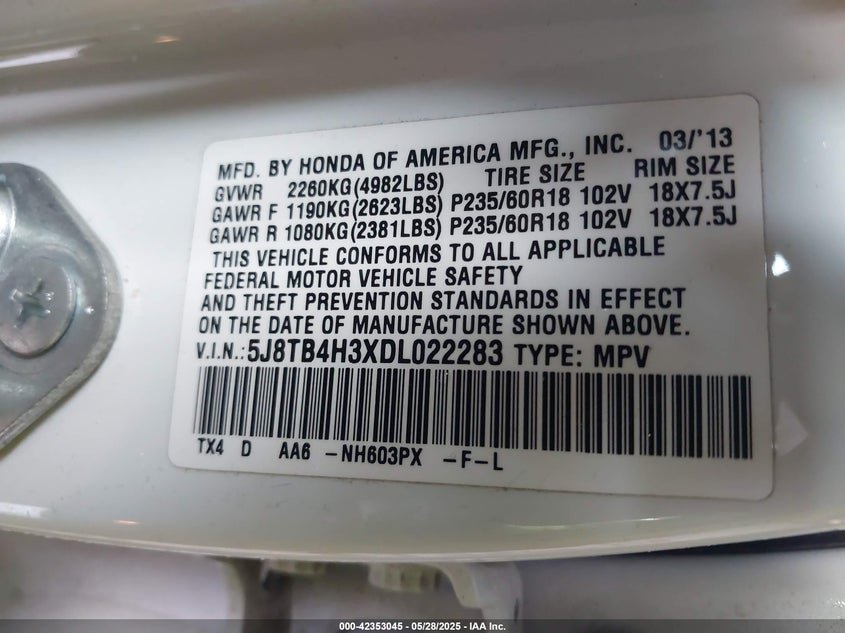 MFD. BY HONDA OF AMERICA MFG., INC. 03/'13
GVWR 2260KG(4982LBS) TIRE SIZE RIM SIZE
GAWR F 1190KG(2623LBS) P235/60R18 102V 18X7.5J
GAWR R 1080KG(2381LBS) P235/60R18 102V 18X7.5J
THIS VEHICLE CONFORMS TO ALL APPLICABLE
FEDERAL MOTOR VEHICLE SAFETY
AND THEFT PREVENTION STANDARDS IN EFFECT
ON THE DATE OF MANUFACTURE SHOWN ABOVE.
V.I.N.:5J8TB4H3XDL022283 TYPE: MPV
TX4 D AA6 -NH603PX -F-L
000-42353045 - 05/28/2025 - IAA Inc.